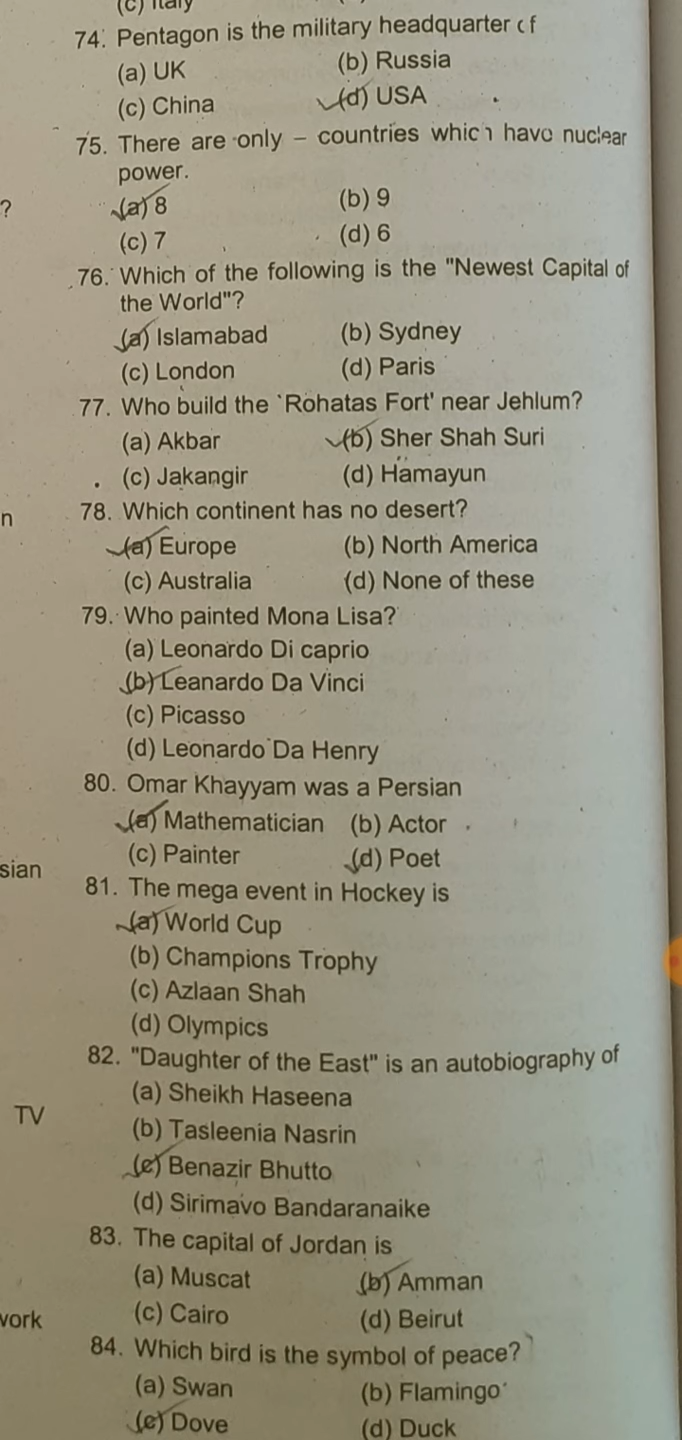 (c) Italy
74. Pentagon is the military headquarter of
(a) UK (b) Russia
(c) China (d) USA
75. There are only – countries which have nuclear
power.
?
(a) 8 (b) 9
(c) 7 (d) 6
76. Which of the following is the "Newest Capital of
the World"?
(a) Islamabad (b) Sydney
(c) London (d) Paris
77. Who build the `Rohatas Fort' near Jehlum?
(a) Akbar (b) Sher Shah Suri
(c) Jakangir (d) Hamayun
n
78. Which continent has no desert?
(a) Europe (b) North America
(c) Australia (d) None of these
79. Who painted Mona Lisa?
(a) Leonardo Di caprio
(b) Leanardo Da Vinci
(c) Picasso
(d) Leonardo Da Henry
80. Omar Khayyam was a Persian
(a) Mathematician (b) Actor
(c) Painter (d) Poet
sian
81. The mega event in Hockey is
(a) World Cup
(b) Champions Trophy
(c) Azlaan Shah
(d) Olympics
82. "Daughter of the East" is an autobiography of
(a) Sheikh Haseena
TV
(b) Tasleenia Nasrin
(c) Benazir Bhutto
(d) Sirimavo Bandaranaike
83. The capital of Jordan is
(a) Muscat (b) Amman
(c) Cairo (d) Beirut
work
84. Which bird is the symbol of peace?
(a) Swan (b) Flamingo
(c) Dove (d) Duck